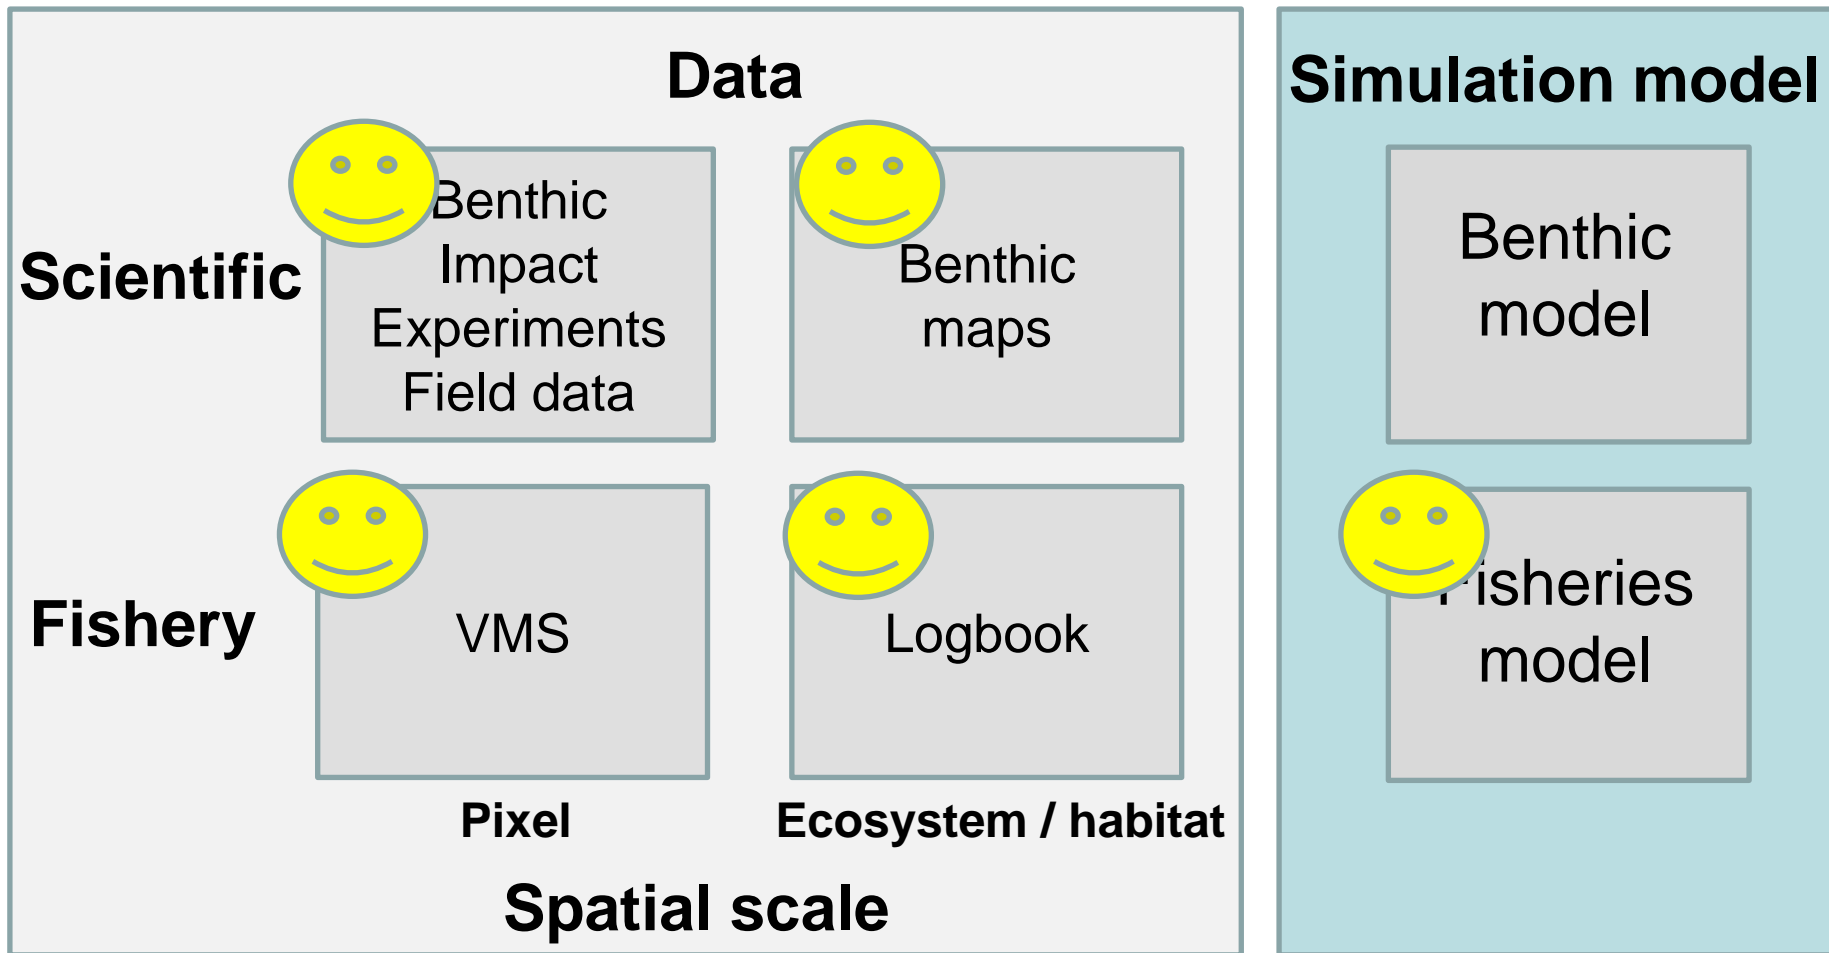 Data
Scientific
Benthic
Impact
Experiments
Field data
Benthic
maps
Fishery
VMS
Logbook
Pixel
Ecosystem / habitat
Spatial scale
Simulation model
Benthic
model
Fisheries
model